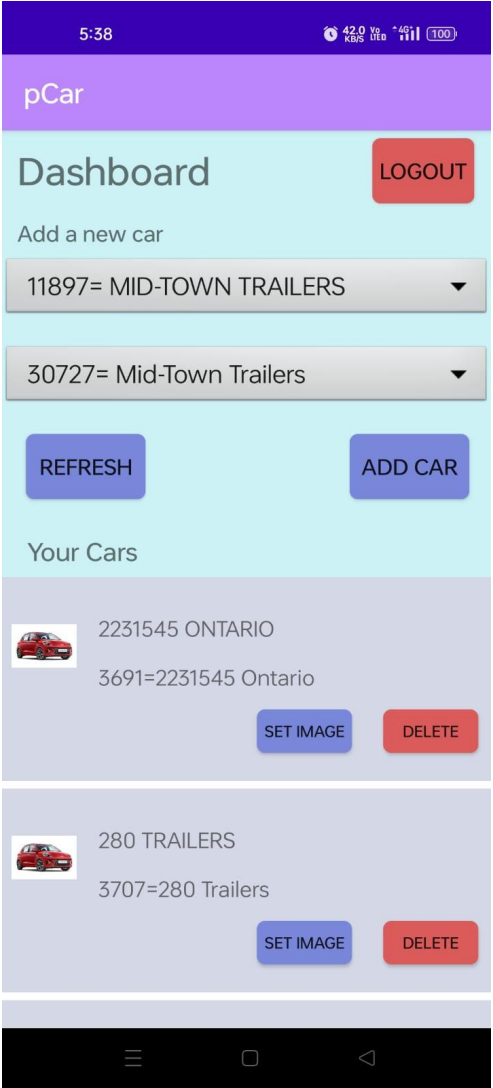 5:38
42.0 KB/S Vo LTE 4G 100
pCar
Dashboard
LOGOUT
Add a new car
11897= MID-TOWN TRAILERS
30727= Mid-Town Trailers
REFRESH
ADD CAR
Your Cars
2231545 ONTARIO
3691=2231545 Ontario
SET IMAGE
DELETE
280 TRAILERS
3707=280 Trailers
SET IMAGE
DELETE